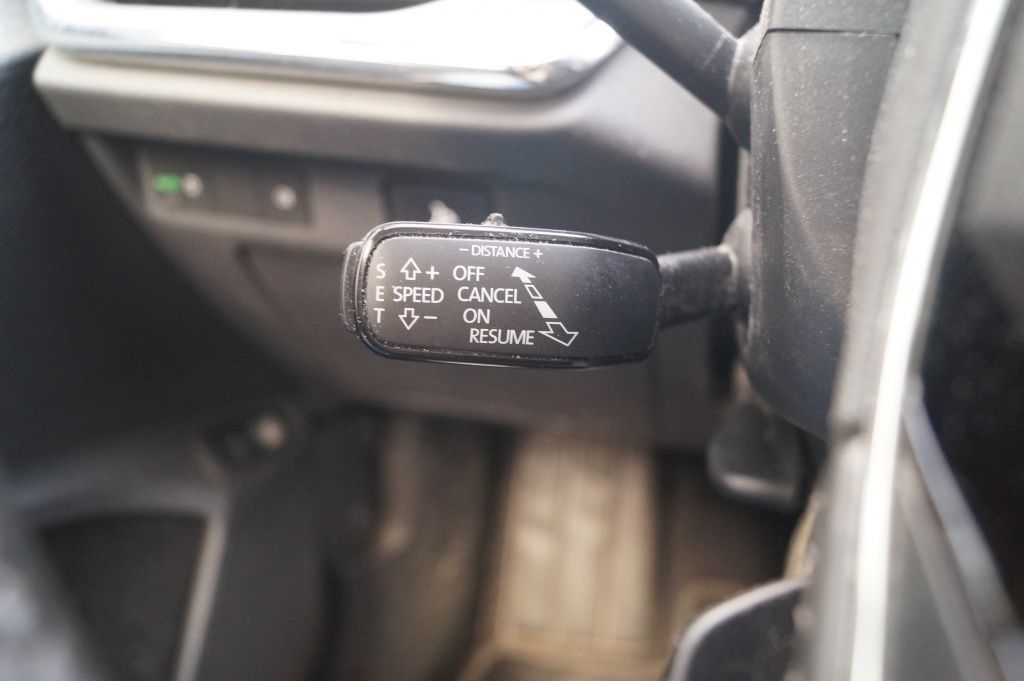 − DISTANCE +
S + OFF
E SPEED CANCEL
T − ON
RESUME